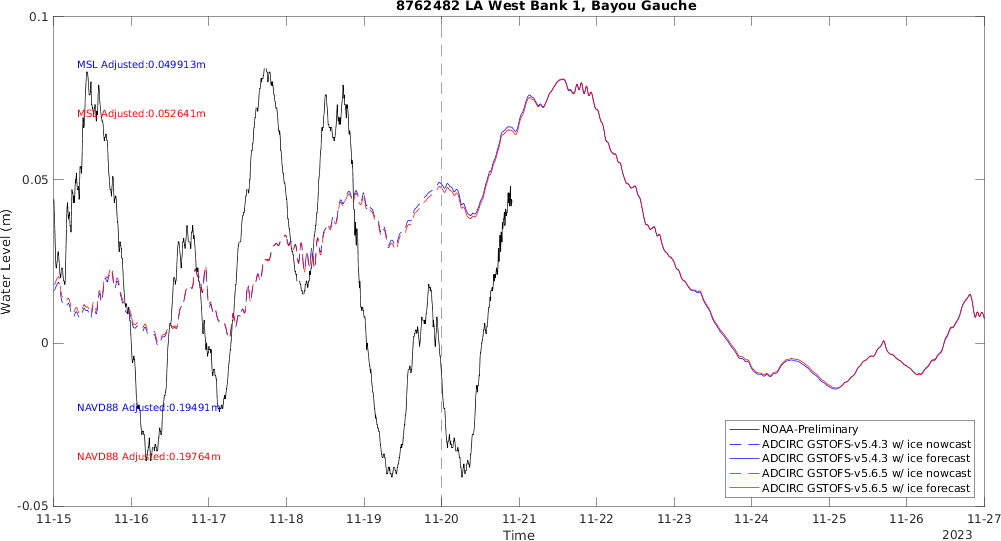 8762482 LA West Bank 1, Bayou Gauche
0.1
MSL Adjusted:0.049913m
MSL Adjusted:0.052641m
0.05
Water Level (m)
0
NAVD88 Adjusted:0.19491m
NAVD88 Adjusted:0.19764m
NOAA-Preliminary
ADCIRC GSTOFS-v5.4.3 w/ ice nowcast
ADCIRC GSTOFS-v5.4.3 w/ ice forecast
ADCIRC GSTOFS-v5.6.5 w/ ice nowcast
ADCIRC GSTOFS-v5.6.5 w/ ice forecast
-0.05
11-15 11-16 11-17 11-18 11-19 11-20 11-21 11-22 11-23 11-24 11-25 11-26 11-27
Time
2023